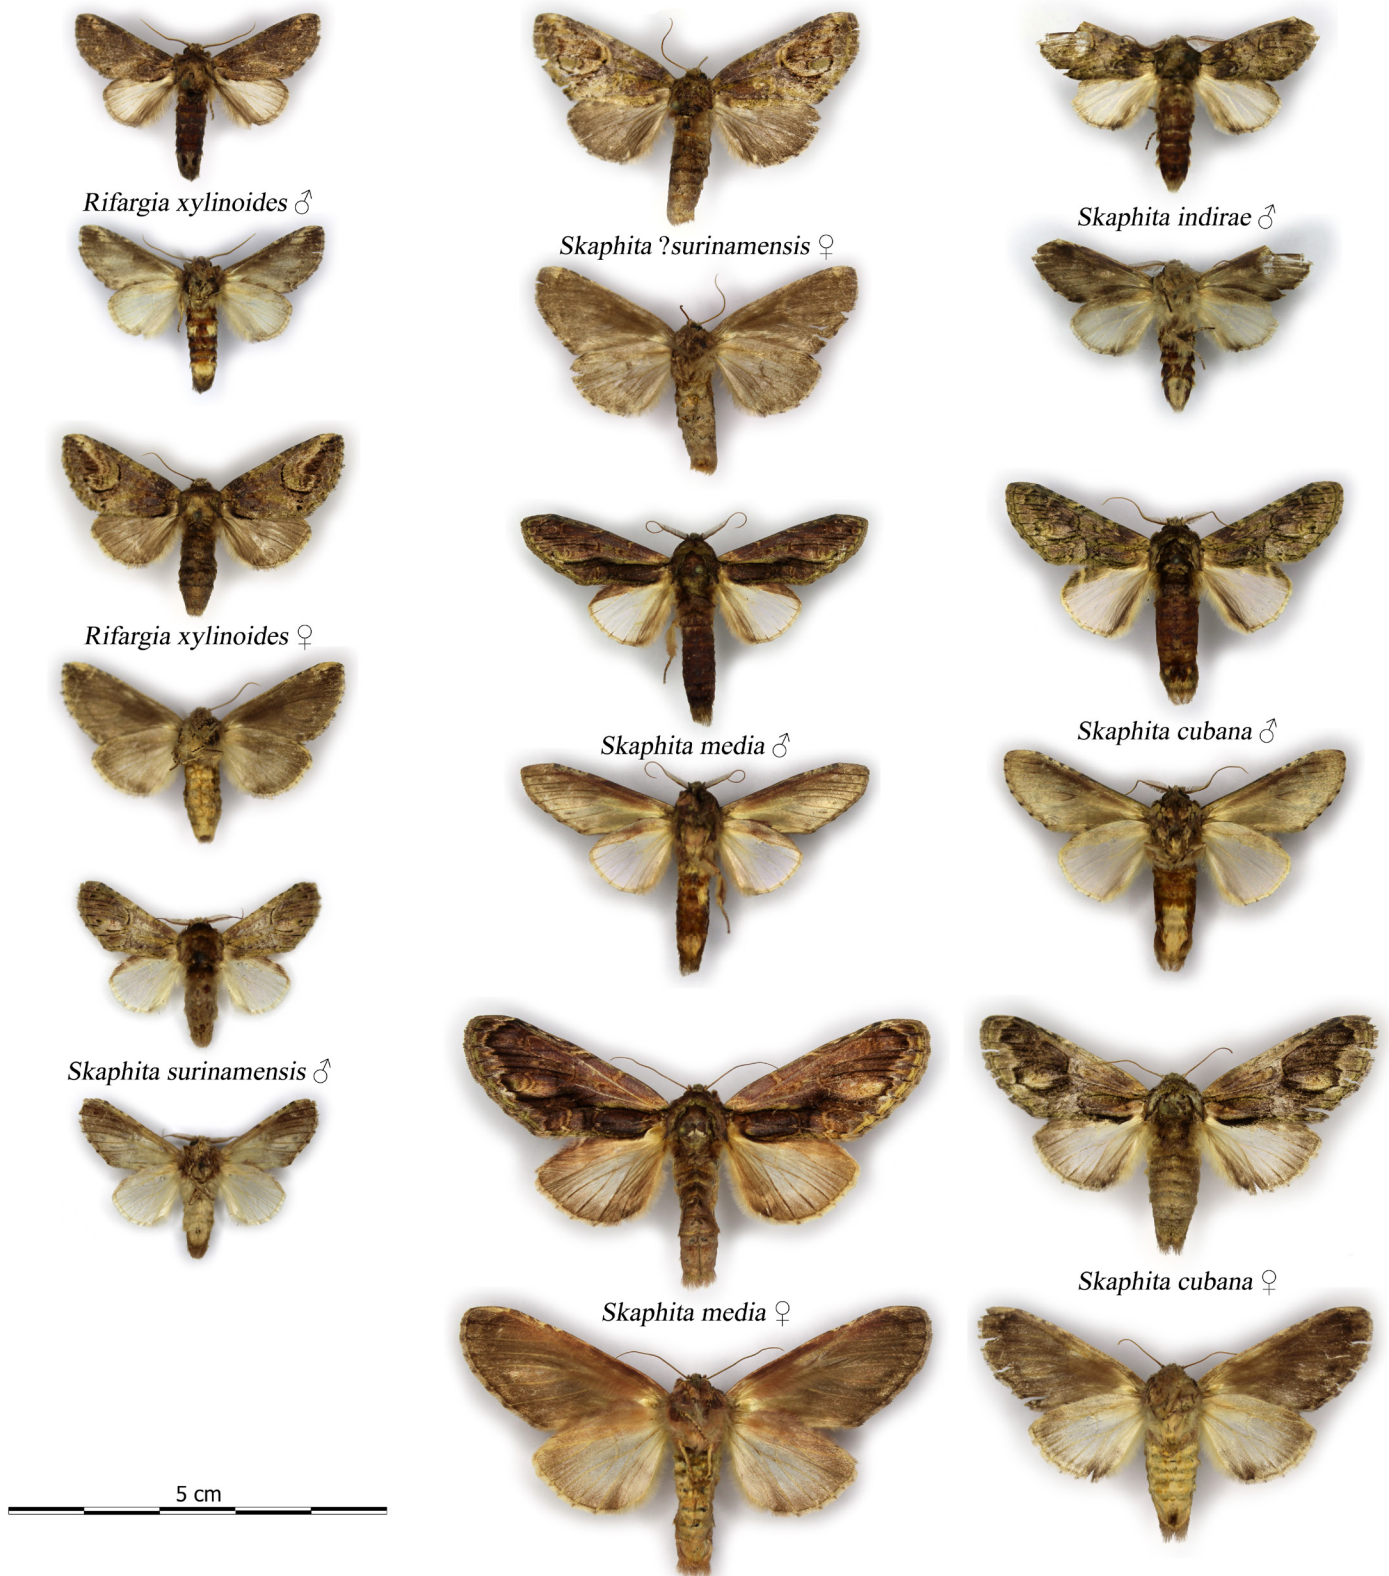 Rifargia xylinoides ♂
Skaphita ?surinamensis ♀
Skaphita indirae ♂
Rifargia xylinoides ♀
Skaphita media ♂
Skaphita cubana ♂
Skaphita surinamensis ♂
Skaphita media ♀
Skaphita cubana ♀
5 cm